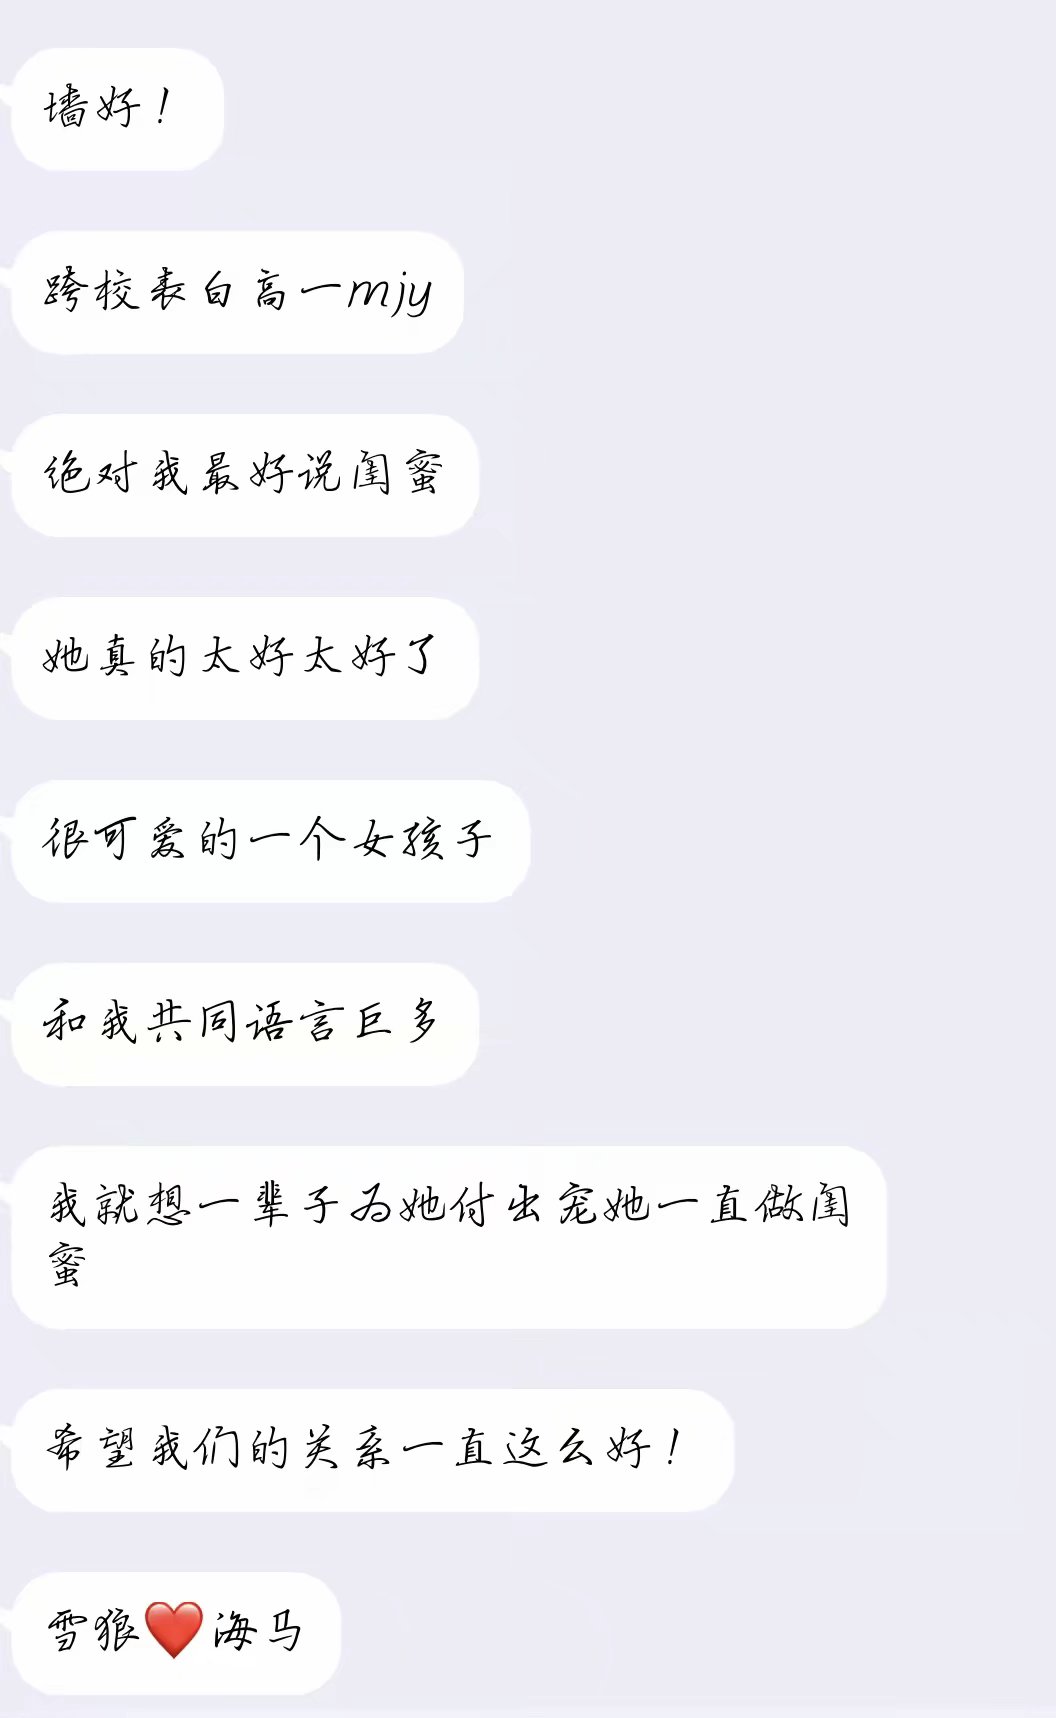 墙好！
跨校表白高一mjy
绝对我最好说闺蜜
她真的太好太好了
很可爱的一个女孩子
和我共同语言巨多
我就想一辈子为她付出宠她一直做闺
蜜
希望我们的关系一直这么好！
雪狼❤️海马